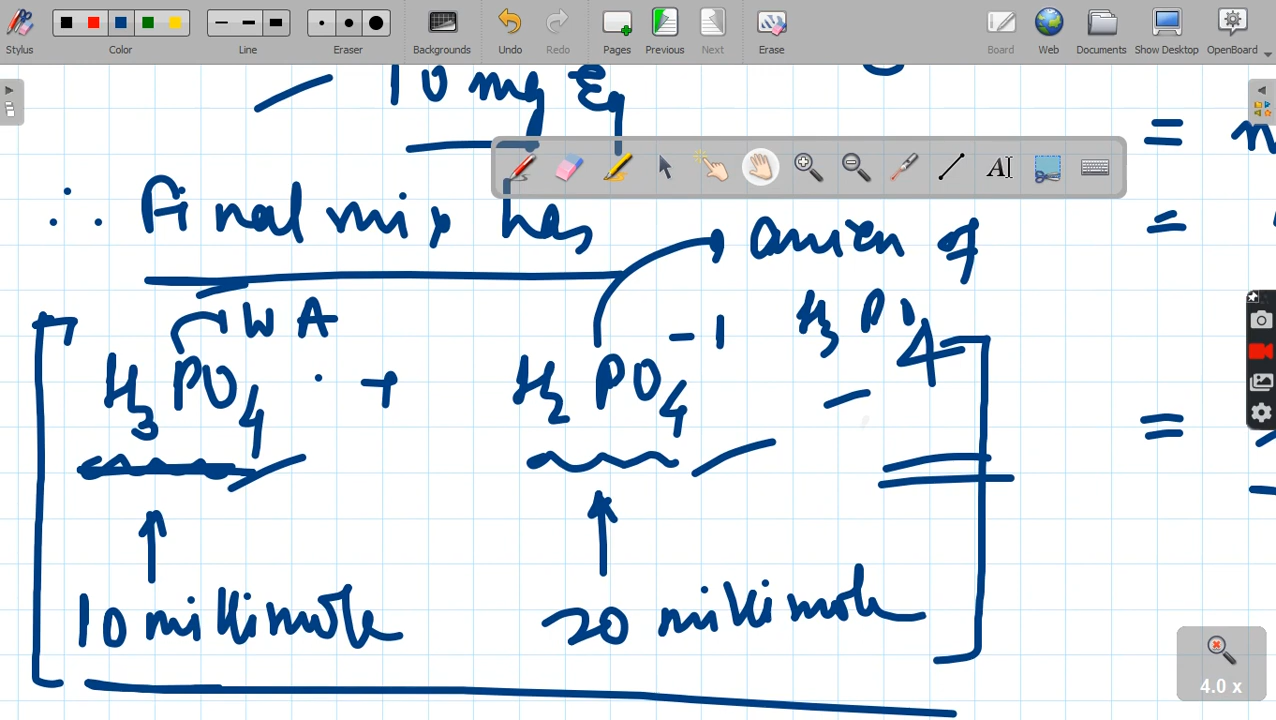 Stylus Color Line Eraser Backgrounds Undo Redo Pages Previous Next Erase Board Web Documents Show Desktop OpenBoard
10 mg Eq
∴ Final mix has
anion of
= 
=
WA
H3PO4 + H2PO4-1 H3PO4
=
10 millimole 20 millimole
4.0 x